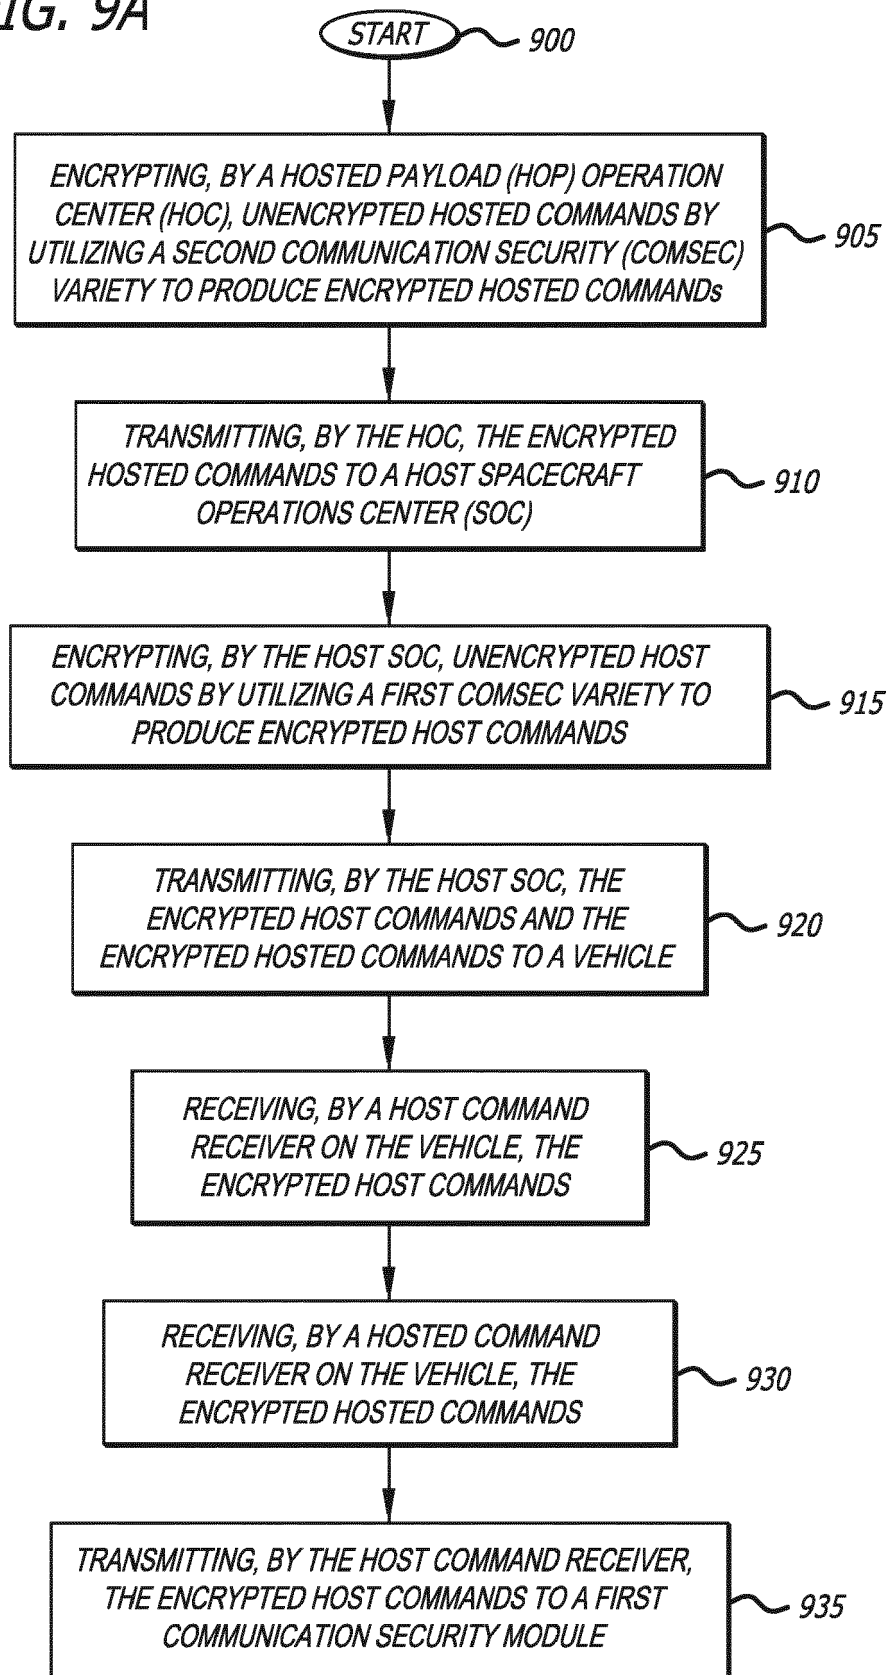 FIG. 9A
START
900
ENCRYPTING, BY A HOSTED PAYLOAD (HOP) OPERATION
CENTER (HOC), UNENCRYPTED HOSTED COMMANDS BY
UTILIZING A SECOND COMMUNICATION SECURITY (COMSEC)
VARIETY TO PRODUCE ENCRYPTED HOSTED COMMANDs
905
TRANSMITTING, BY THE HOC, THE ENCRYPTED
HOSTED COMMANDS TO A HOST SPACECRAFT
OPERATIONS CENTER (SOC)
910
ENCRYPTING, BY THE HOST SOC, UNENCRYPTED HOST
COMMANDS BY UTILIZING A FIRST COMSEC VARIETY TO
PRODUCE ENCRYPTED HOST COMMANDS
915
TRANSMITTING, BY THE HOST SOC, THE
ENCRYPTED HOST COMMANDS AND THE
ENCRYPTED HOSTED COMMANDS TO A VEHICLE
920
RECEIVING, BY A HOST COMMAND
RECEIVER ON THE VEHICLE, THE
ENCRYPTED HOST COMMANDS
925
RECEIVING, BY A HOSTED COMMAND
RECEIVER ON THE VEHICLE, THE
ENCRYPTED HOSTED COMMANDS
930
TRANSMITTING, BY THE HOST COMMAND RECEIVER,
THE ENCRYPTED HOST COMMANDS TO A FIRST
COMMUNICATION SECURITY MODULE
935